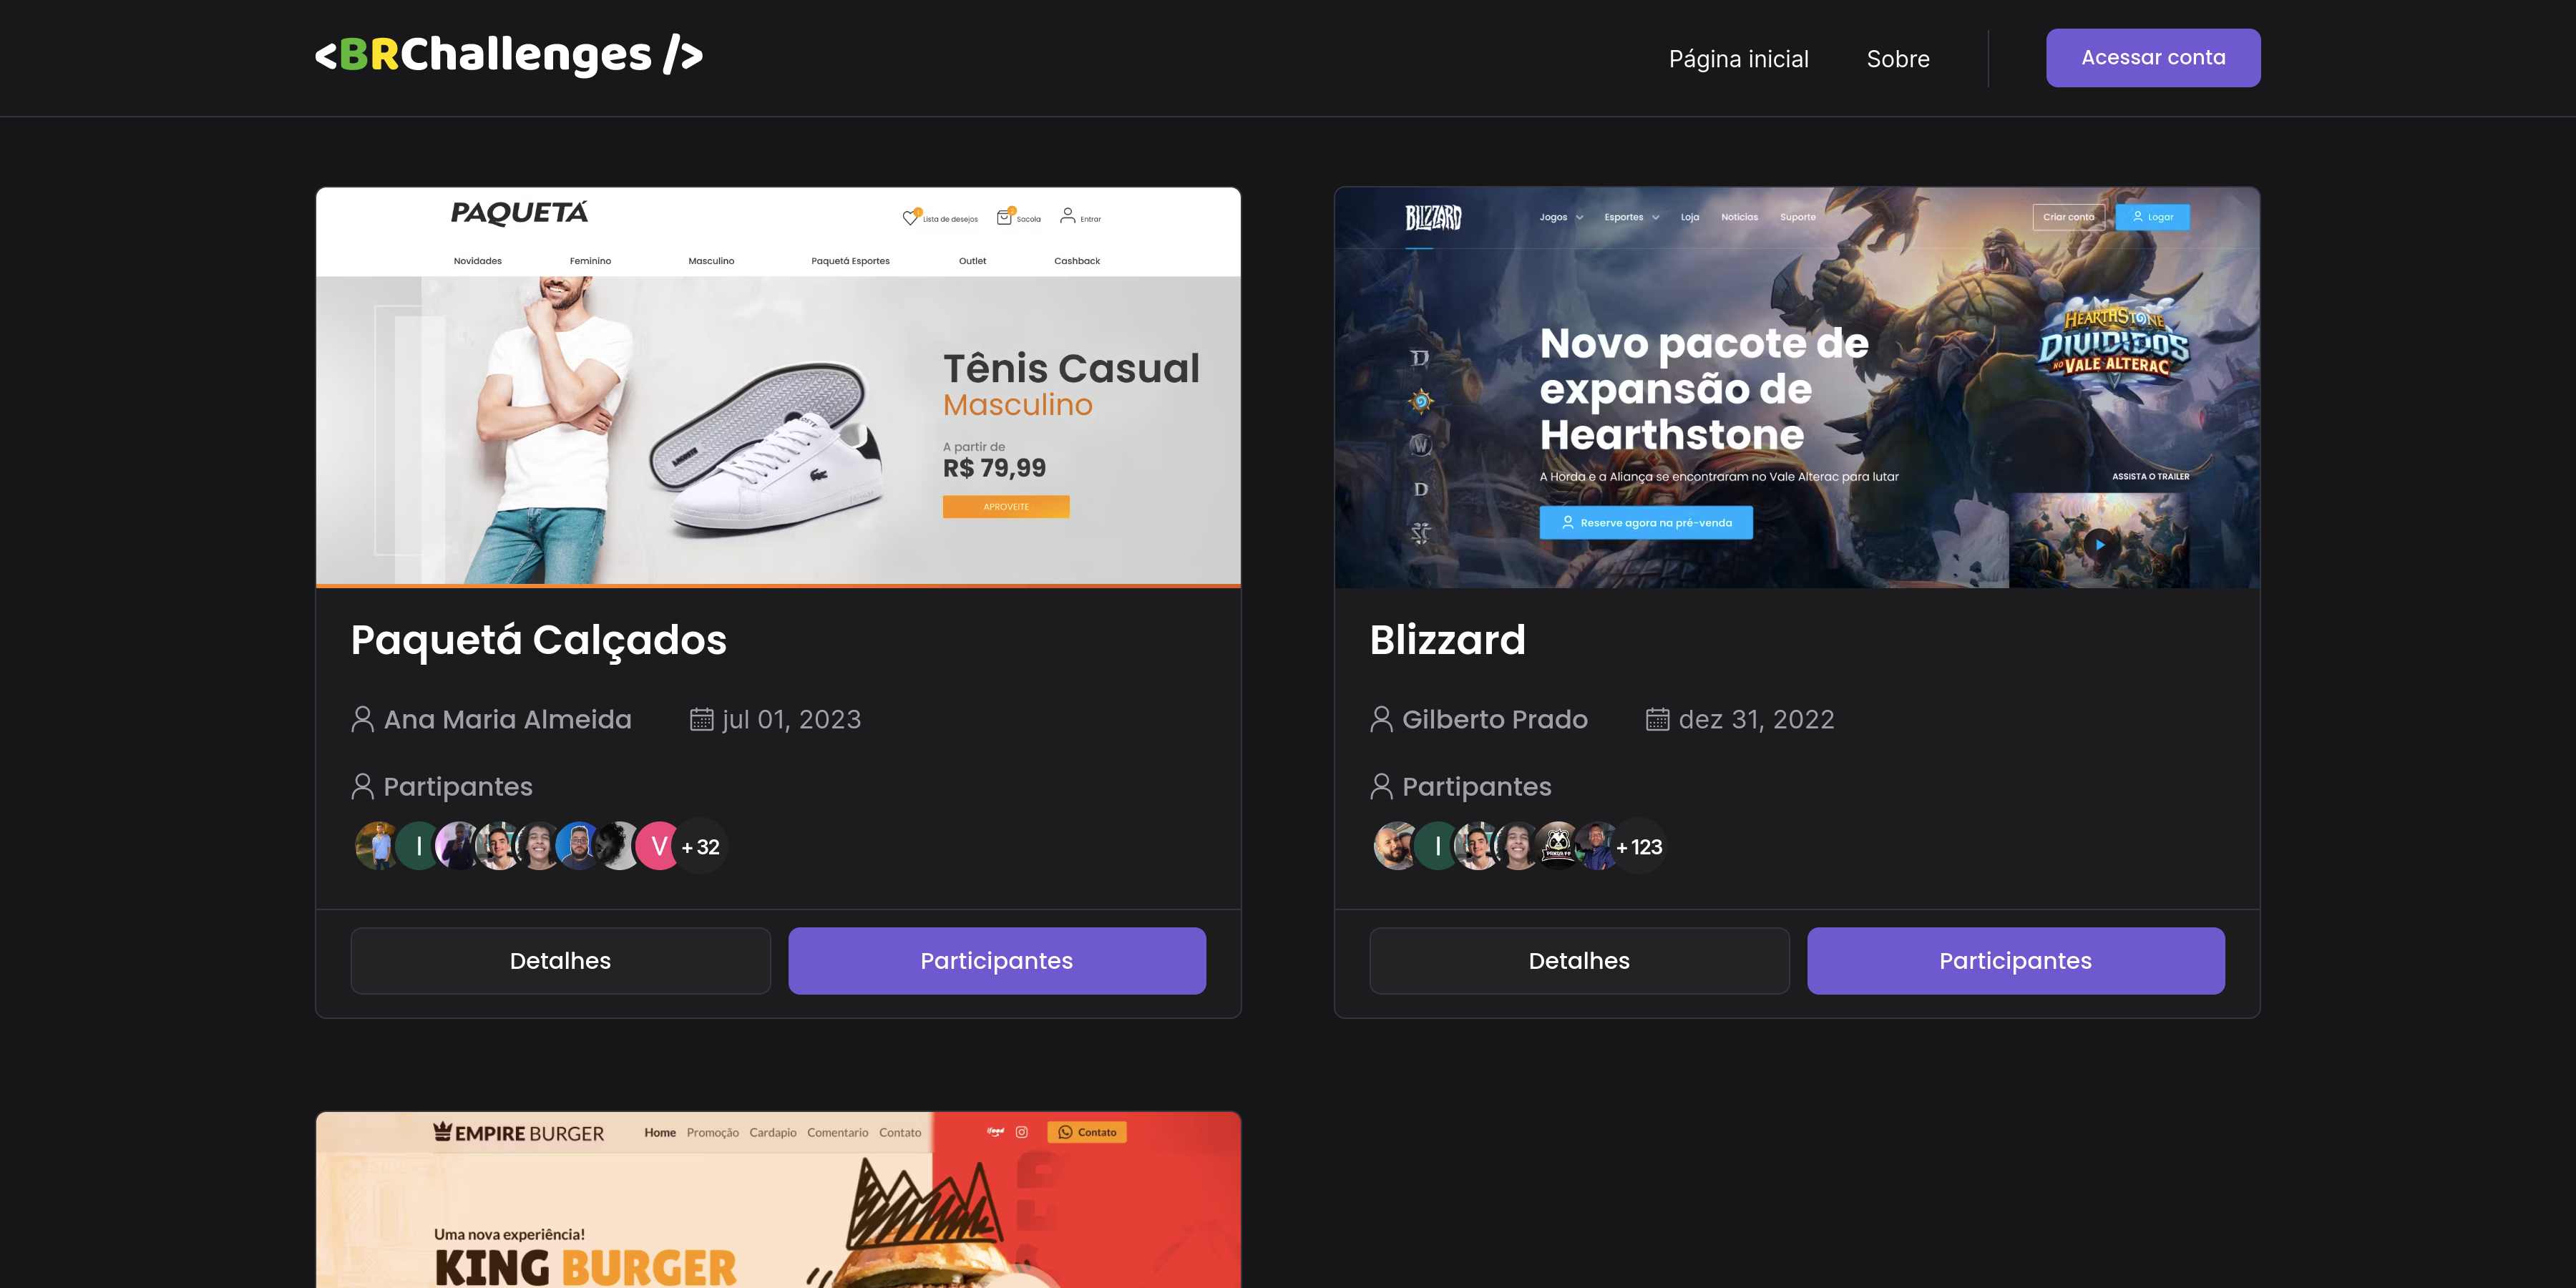 <BRChallenges />
Página inicial
Sobre
Acessar conta
PAQUETÁ
Lista de desejos
Sacola
Entrar
Novidades
Feminino
Masculino
Paquetá Esportes
Outlet
Cashback
Tênis Casual
Masculino
A partir de
R$ 79,99
APROVEITE
Paquetá Calçados
Ana Maria Almeida
jul 01, 2023
Partipantes
I
V
+ 32
Detalhes
Participantes
BLIZZARD
Jogos
Esportes
Loja
Notícias
Suporte
Criar conta
Logar
Novo pacote de
expansão de
Hearthstone
A Horda e a Aliança se encontraram no Vale Alterac para lutar
Reserve agora na pré-venda
HEARTHSTONE
DIVIDIDOS
NO VALE ALTERAC
ASSISTA O TRAILER
Blizzard
Gilberto Prado
dez 31, 2022
Partipantes
I
+ 123
Detalhes
Participantes
EMPIRE BURGER
Home
Promoção
Cardapio
Comentario
Contato
ifood
Contato
Uma nova experiência!
KING BURGER